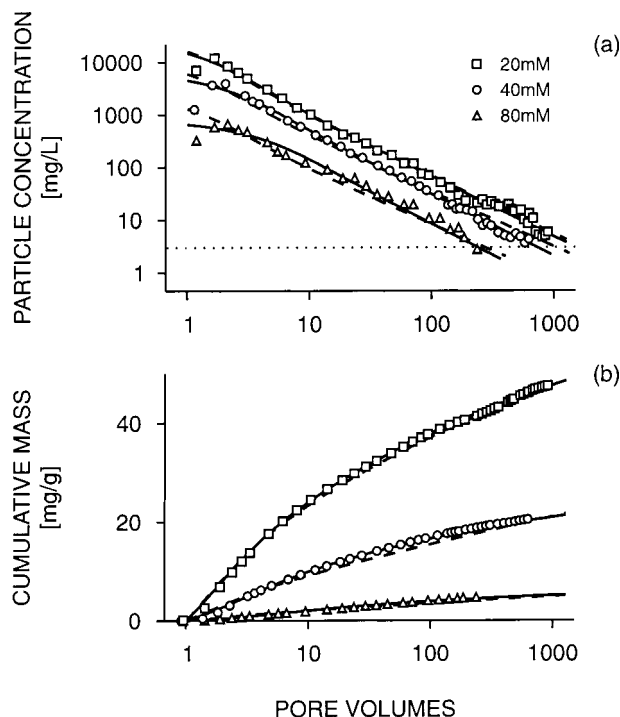 (a)
PARTICLE CONCENTRATION
[mg/L]
10000
1000
100
10
1
20mM
40mM
80mM
1 10 100 1000
(b)
CUMULATIVE MASS
[mg/g]
40
20
0
1 10 100 1000
PORE VOLUMES